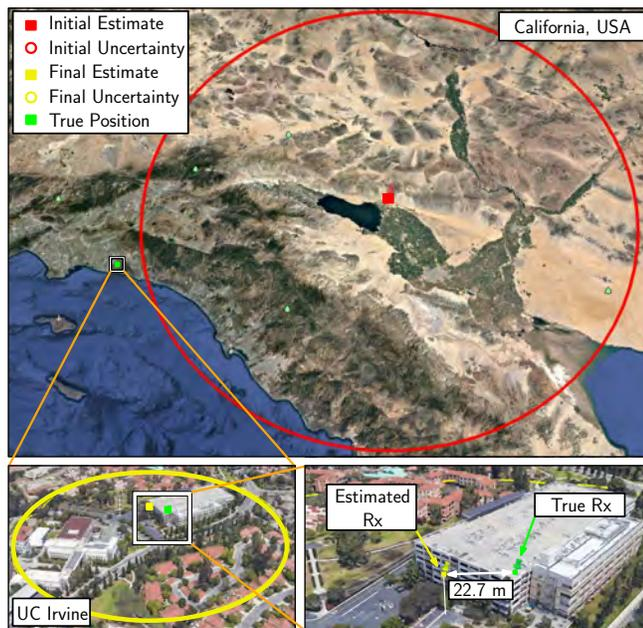 Initial Estimate
Initial Uncertainty
Final Estimate
Final Uncertainty
True Position
California, USA
UC Irvine
Estimated
Rx
True Rx
22.7 m